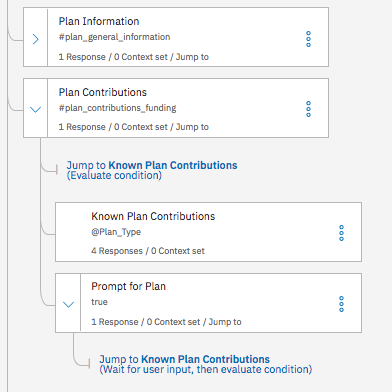 Plan Information
#plan_general_information
1 Response / 0 Context set / Jump to
Plan Contributions
#plan_contributions_funding
1 Response / 0 Context set / Jump to
Jump to Known Plan Contributions
(Evaluate condition)
Known Plan Contributions
@Plan_Type
4 Responses / 0 Context set
Prompt for Plan
true
1 Response / 0 Context set / Jump to
Jump to Known Plan Contributions
(Wait for user input, then evaluate condition)